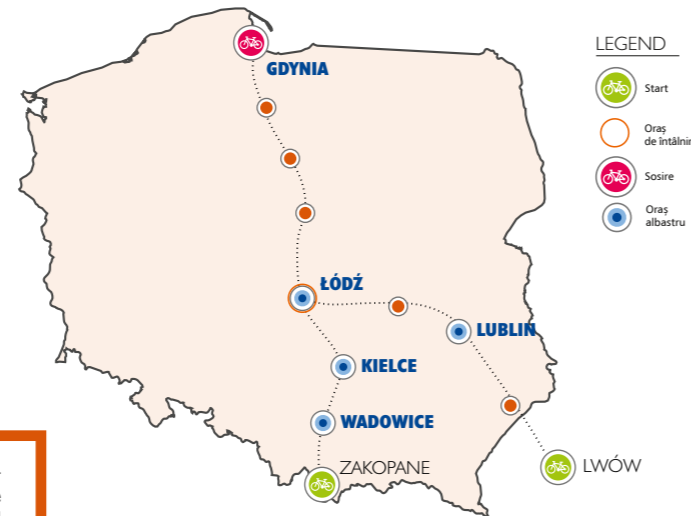 GDYNIA
ŁÓDŹ
LUBLIN
KIELCE
WADOWICE
ZAKOPANE
LWÓW
LEGEND
Start
Oraș
de întâlnir
Sosire
Oraș
albastru